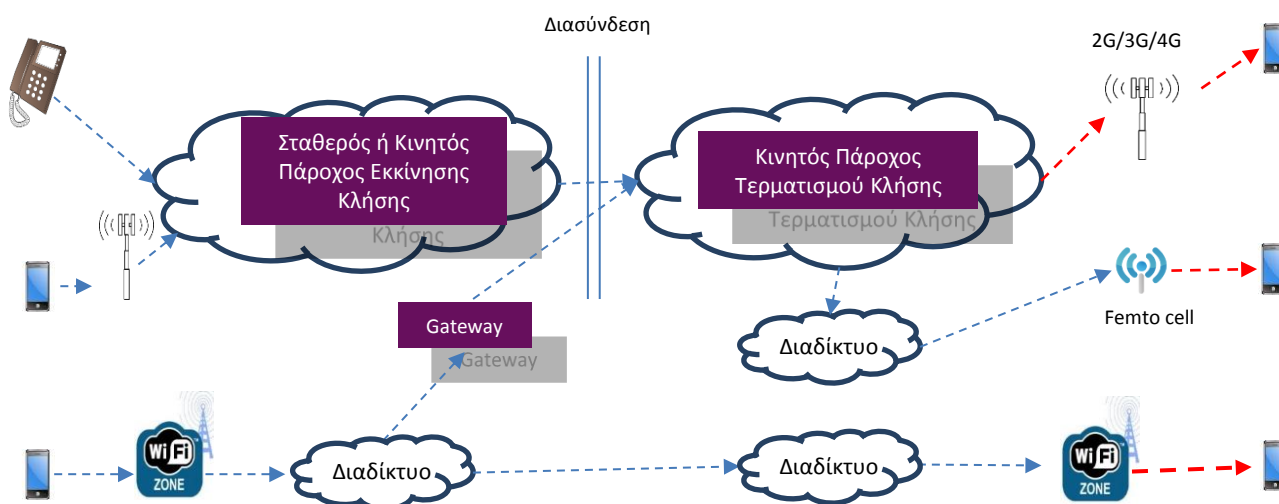 Διασύνδεση
2G/3G/4G
Σταθερός ή Κινητός
Πάροχος Εκκίνησης
Κλήσης
Κλήσης
Κινητός Πάροχος
Τερματισμού Κλήσης
Τερματισμού Κλήσης
Gateway
Gateway
Διαδίκτυο
Femto cell
Wi Fi
ZONE
Διαδίκτυο
Διαδίκτυο
Wi Fi
ZONE